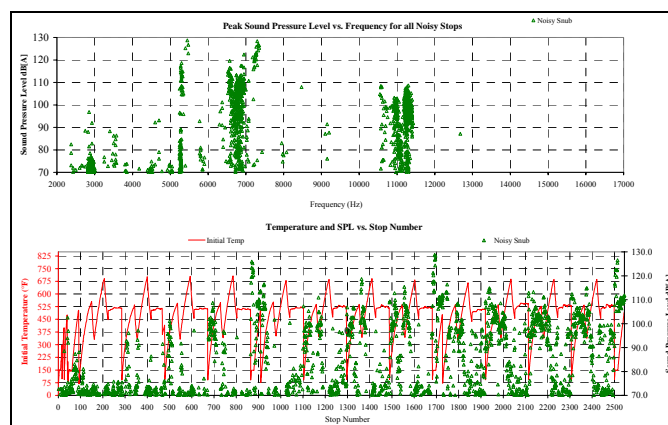 Peak Sound Pressure Level vs. Frequency for all Noisy Stops
Noisy Snub
Sound Pressure Level dB[A]
130
120
110
100
90
80
70
2000 3000 4000 5000 6000 7000 8000 9000 10000 11000 12000 13000 14000 15000 16000 17000
Frequency (Hz)
Temperature and SPL vs. Stop Number
Initial Temp Noisy Snub
Initial Temperature (°F)
825
750
675
600
525
450
375
300
225
150
75
0
130.0
120.0
110.0
100.0
90.0
80.0
70.0
0 100 200 300 400 500 600 700 800 900 1000 1100 1200 1300 1400 1500 1600 1700 1800 1900 2000 2100 2200 2300 2400 2500
Stop Number